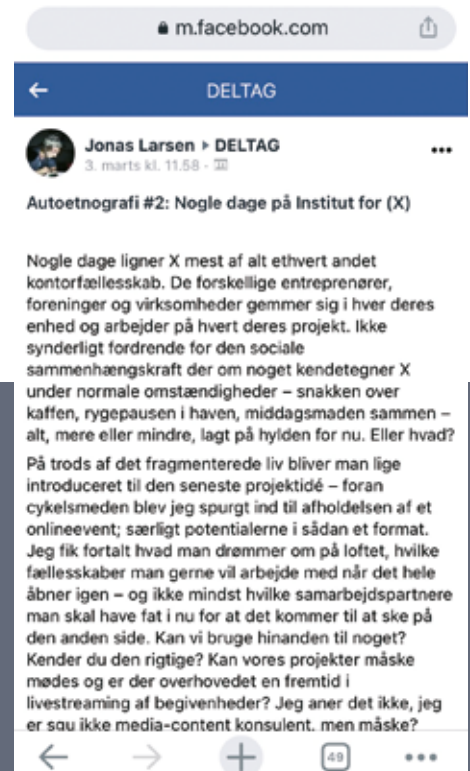 m.facebook.com
DELTAG
Jonas Larsen ▸ DELTAG
3. marts kl. 11.58 ·
Autoetnografi #2: Nogle dage på Institut for (X)
Nogle dage ligner X mest af alt ethvert andet
kontorfællesskab. De forskellige entreprenører,
foreninger og virksomheder gemmer sig i hver deres
enhed og arbejder på hvert deres projekt. Ikke
synderligt fordrende for den sociale
sammenhængskraft der om noget kendetegner X
under normale omstændigheder – snakken over
kaffen, rygepausen i haven, middagsmaden sammen –
alt, mere eller mindre, lagt på hylden for nu. Eller hvad?
På trods af det fragmenterede liv bliver man lige
introduceret til den seneste projektidé – foran
cykelsmeden blev jeg spurgt ind til afholdelsen af et
onlineevent; særligt potentialerne i sådan et format.
Jeg fik fortalt hvad man drømmer om på loftet, hvilke
fællesskaber man gerne vil arbejde med når det hele
åbner igen – og ikke mindst hvilke samarbejdspartnere
man skal have fat i nu for at det kommer til at ske på
den anden side. Kan vi bruge hinanden til noget?
Kender du den rigtige? Kan vores projekter måske
mødes og er der overhovedet en fremtid i
livestreaming af begivenheder? Jeg aner det ikke, jeg
er sgu ikke media-content konsulent, men måske?
49